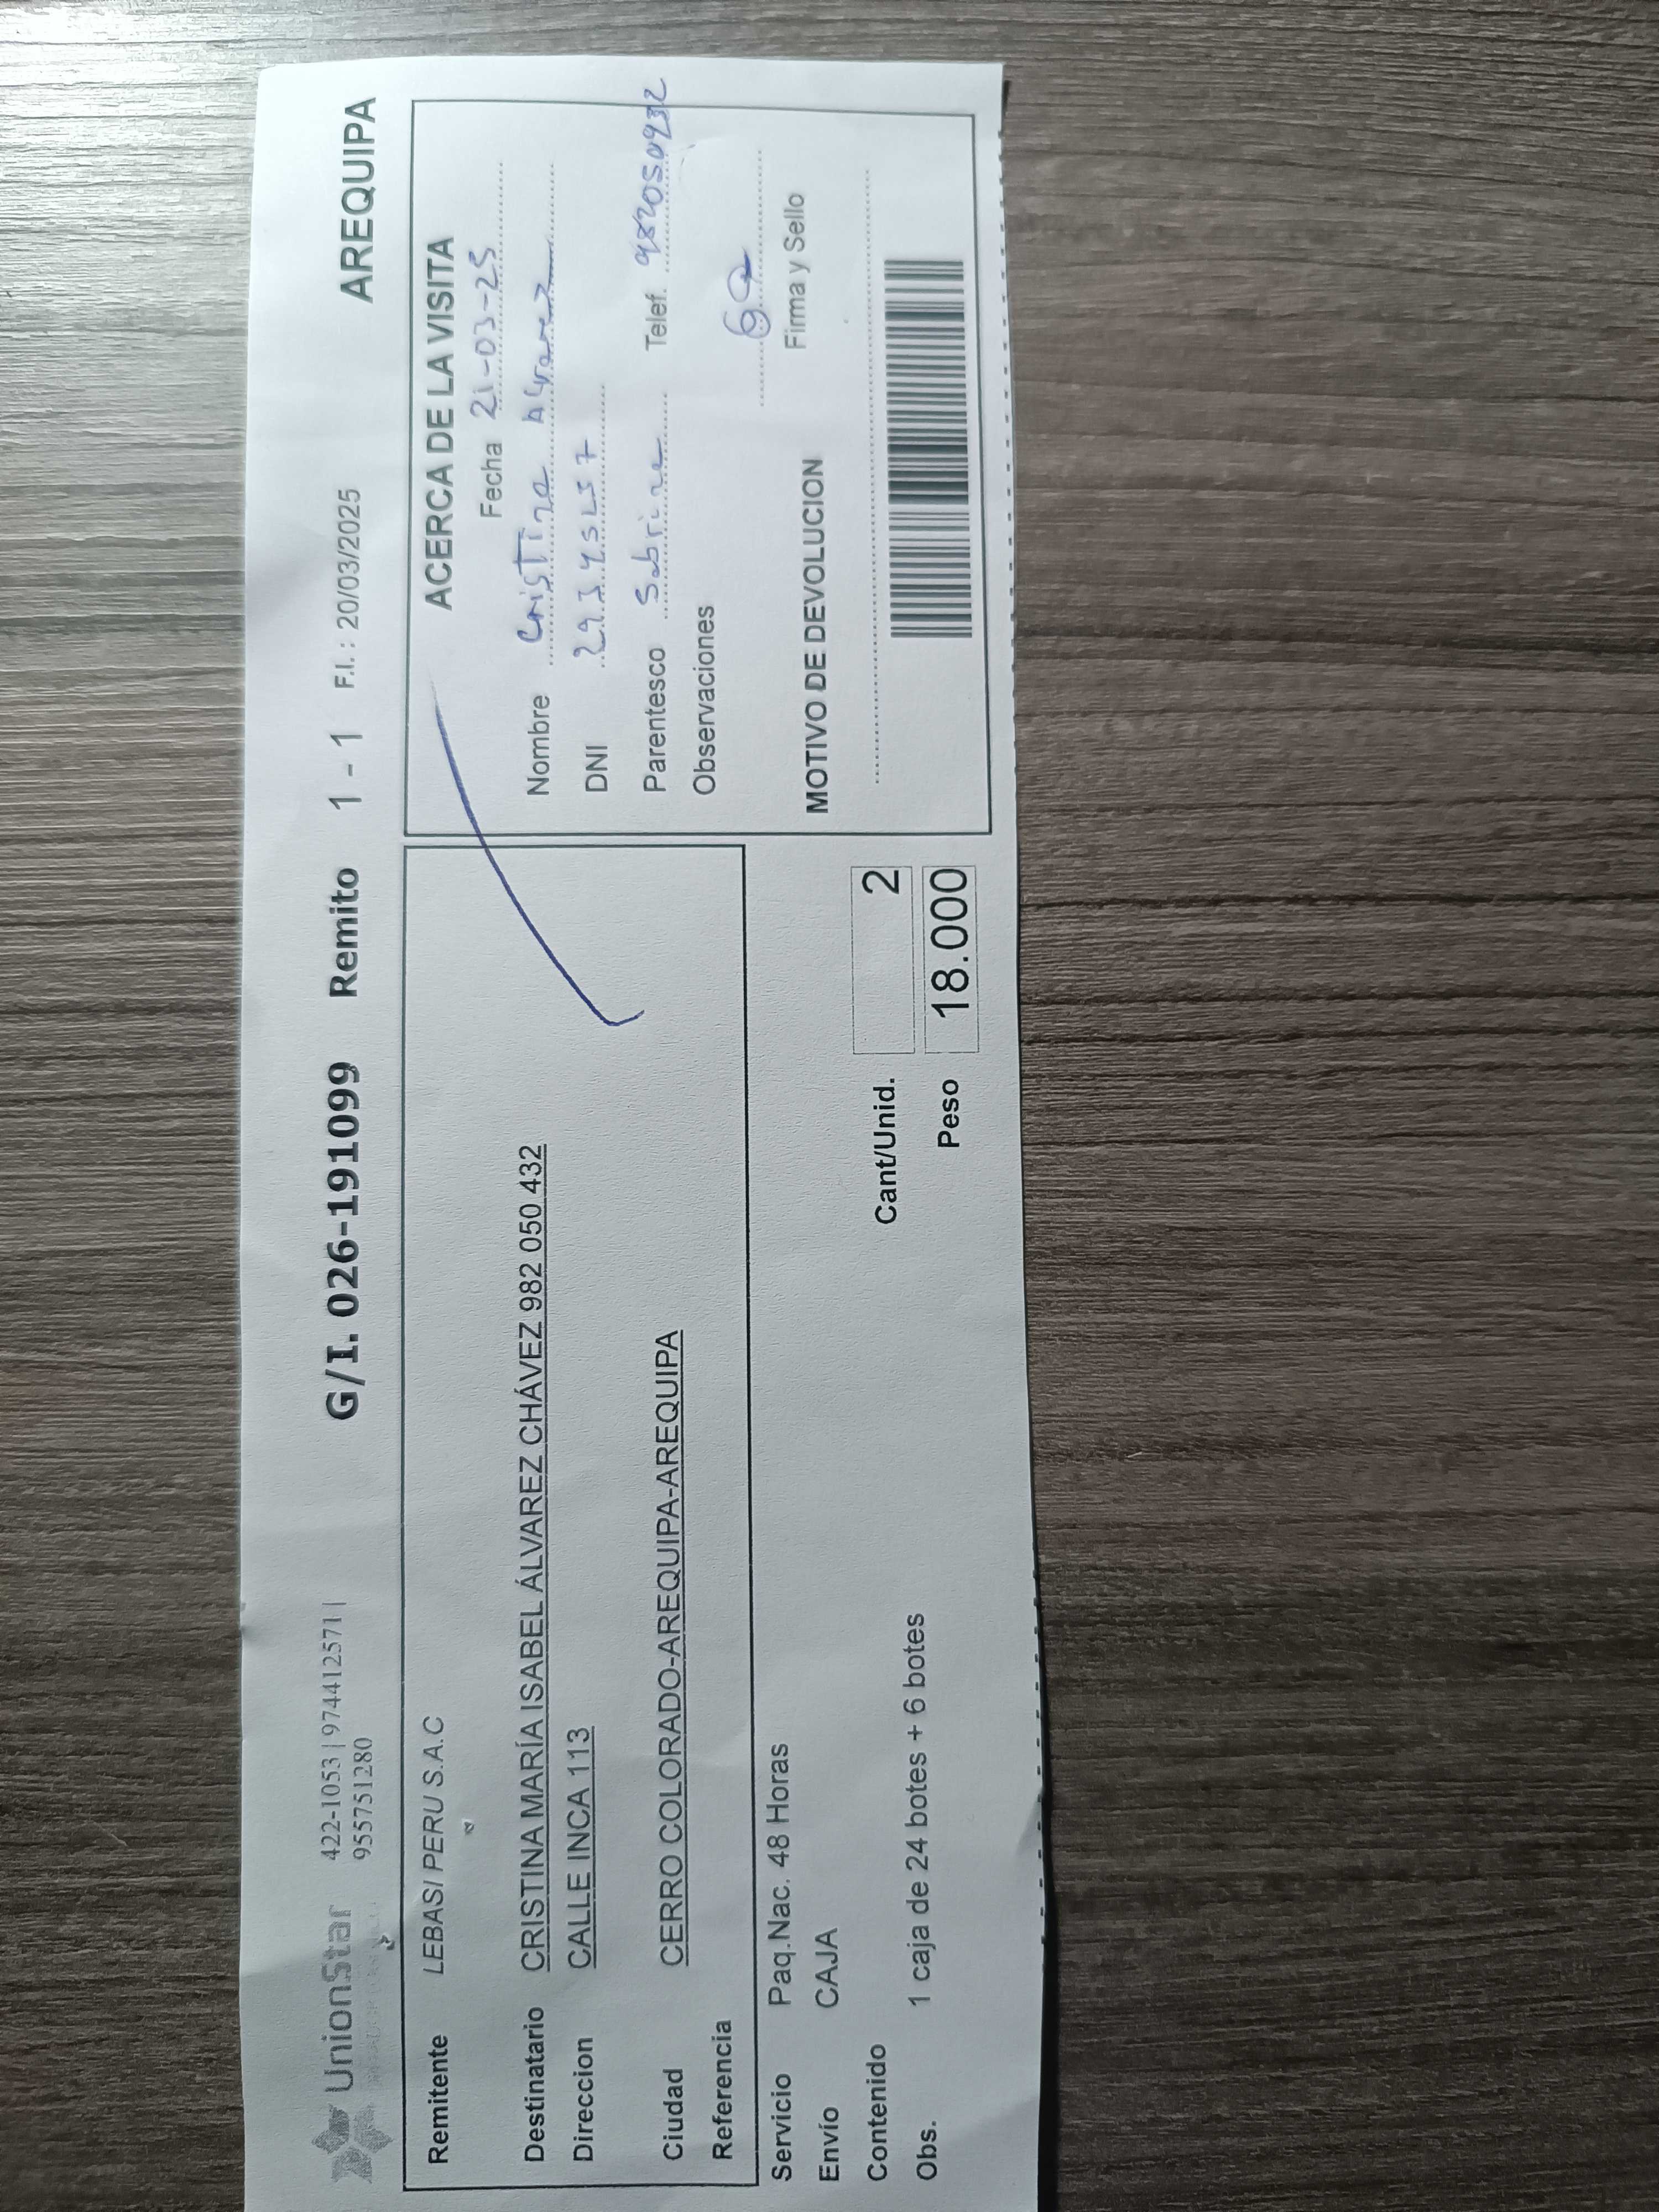 UnionStar
422-1053 | 974412571 |
955751280
G/I. 026-191099 Remito 1 - 1 F.I. : 20/03/2025 AREQUIPA
Remitente LEBASI PERU S.A.C
Destinatario CRISTINA MARÍA ISABEL ÁLVAREZ CHÁVEZ 982 050 432
Direccion CALLE INCA 113
Ciudad CERRO COLORADO-AREQUIPA-AREQUIPA
Referencia
Servicio Paq.Nac. 48 Horas
Envío CAJA
Contenido
Obs. 1 caja de 24 botes + 6 botes
Cant/Unid. 2
Peso 18.000
ACERCA DE LA VISITA
Fecha 21-03-25
Nombre Cristina Alvarez
DNI
Parentesco
Telef.
Observaciones
Firma y Sello
MOTIVO DE DEVOLUCION